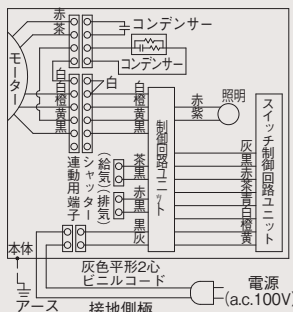 赤
茶
コンデンサー
コンデンサー
モーター
白
白
白
橙
黄
黒
白
橙
黄
黒
赤
紫
照明
制御回路ユニット
スイッチ制御回路ユニット
灰
黒
赤
茶
青
白
橙
黄
シャッター連動用端子
(給気)
(排気)
茶
黒
赤
黒
黒
灰
本体
アース
灰色平形2心
ビニルコード
接地側極
電源
(a.c.100V)